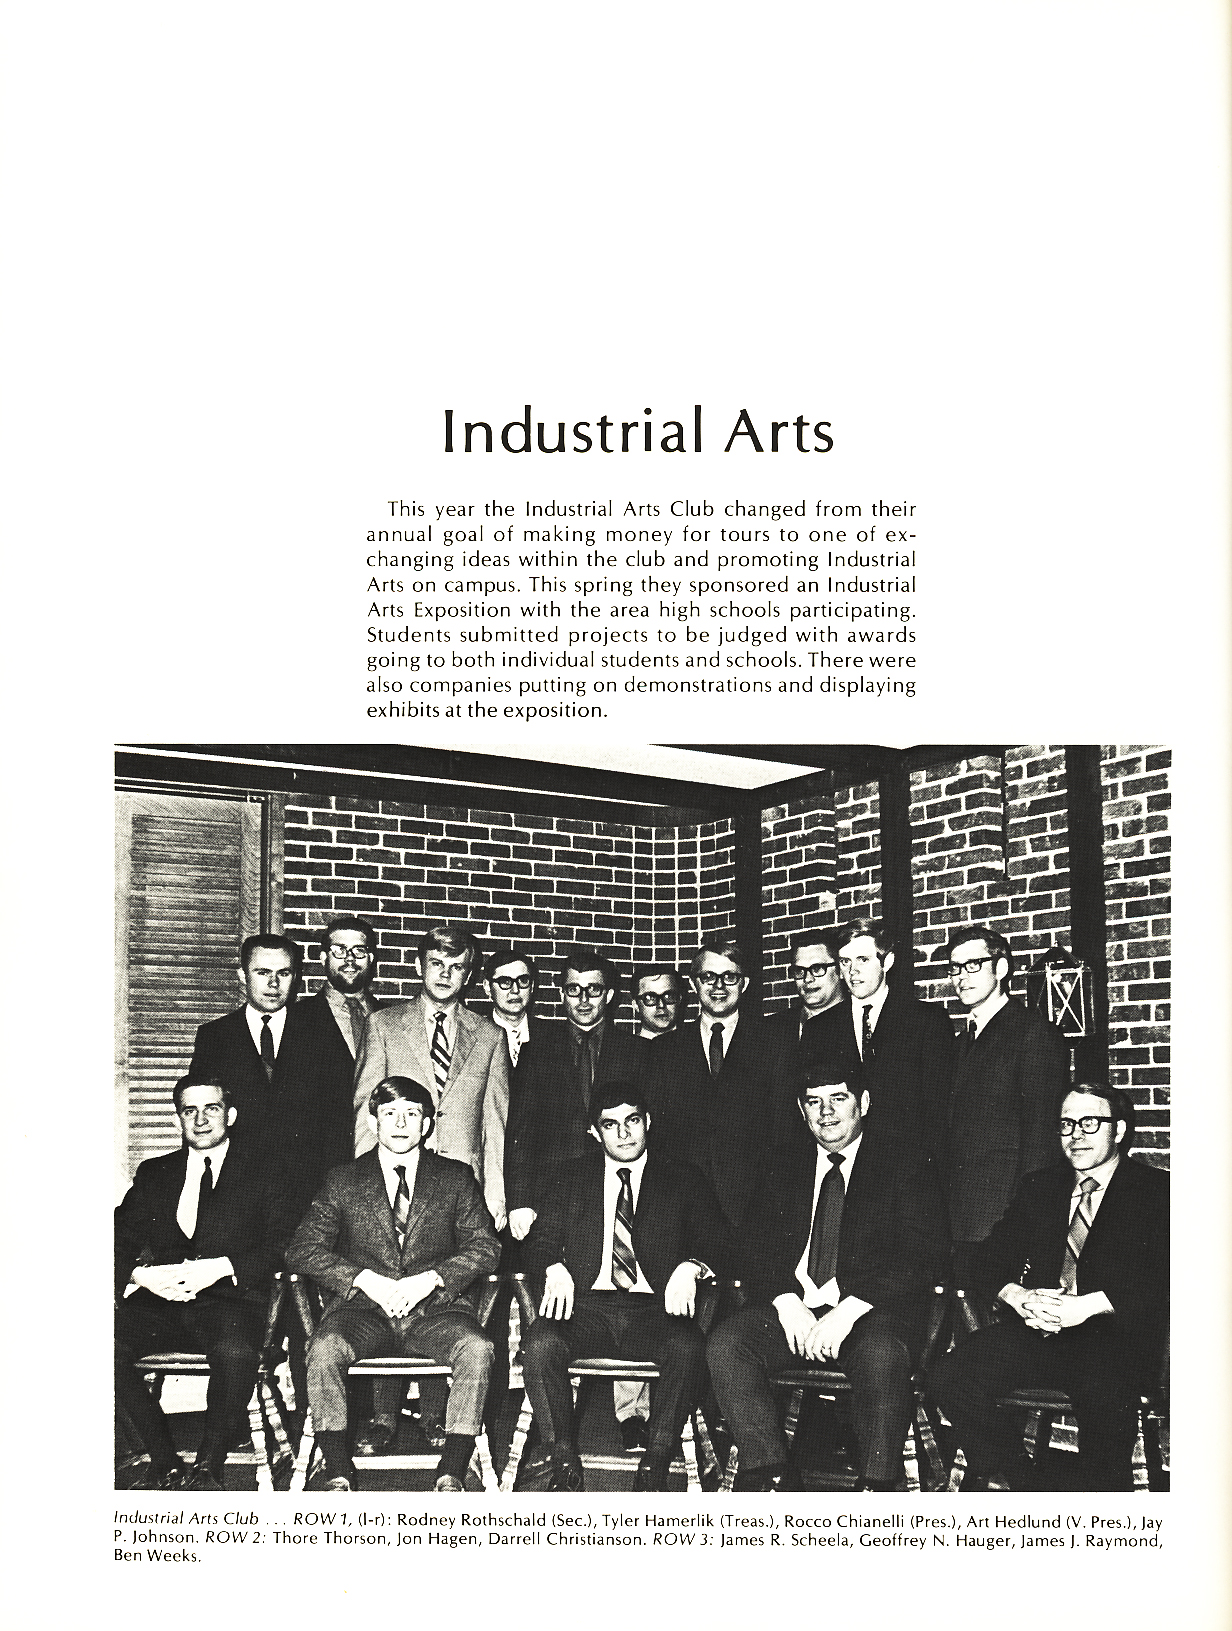 Industrial Arts
This year the Industrial Arts Club changed from their
annual goal of making money for tours to one of ex-
changing ideas within the club and promoting Industrial
Arts on campus. This spring they sponsored an Industrial
Arts Exposition with the area high schools participating.
Students submitted projects to be judged with awards
going to both individual students and schools. There were
also companies putting on demonstrations and displaying
exhibits at the exposition.
Industrial Arts Club . . . ROW 1, (l-r): Rodney Rothschald (Sec.), Tyler Hamerlik (Treas.), Rocco Chianelli (Pres.), Art Hedlund (V. Pres.), Jay
P. Johnson. ROW 2: Thore Thorson, Jon Hagen, Darrell Christianson. ROW 3: James R. Scheela, Geoffrey N. Hauger, James J. Raymond,
Ben Weeks.